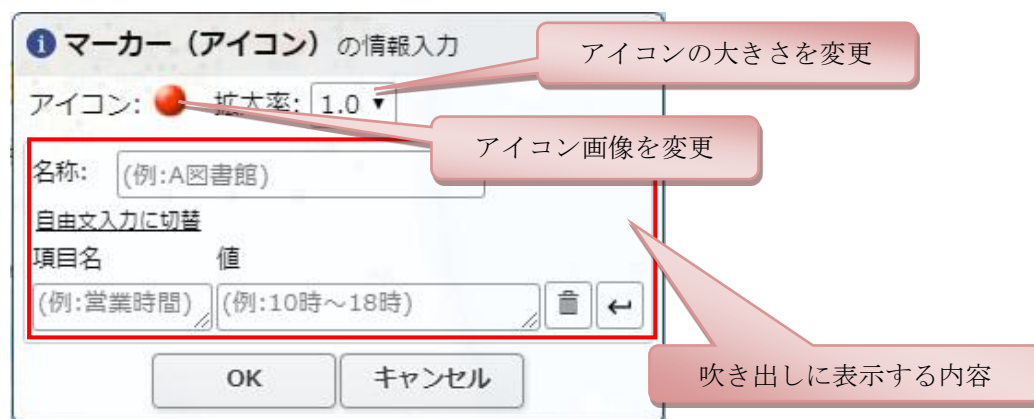 マーカー（アイコン）の情報入力
アイコンの大きさを変更
アイコン: 拡大率: 1.0
アイコン画像を変更
名称: (例:A図書館)
自由文入力に切替
項目名 値
(例:営業時間) (例:10時～18時)
OK キャンセル
吹き出しに表示する内容